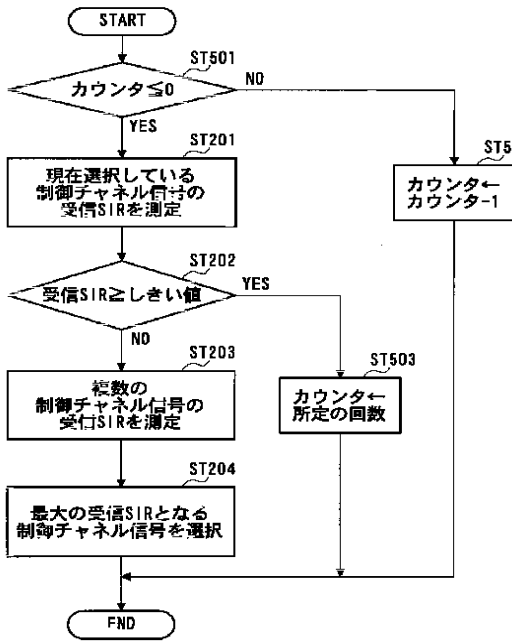 START
ST501
カウンタ≦0
NO
YES
ST201
現在選択している
制御チャネル信号の
受信SIRを測定
ST5
カウンタ←
カウンタ-1
ST202
受信SIR≧しきい値
YES
NO
ST203
複数の
制御チャネル信号の
受信SIRを測定
ST503
カウンタ←
所定の回数
ST204
最大の受信SIRとなる
制御チャネル信号を選択
END